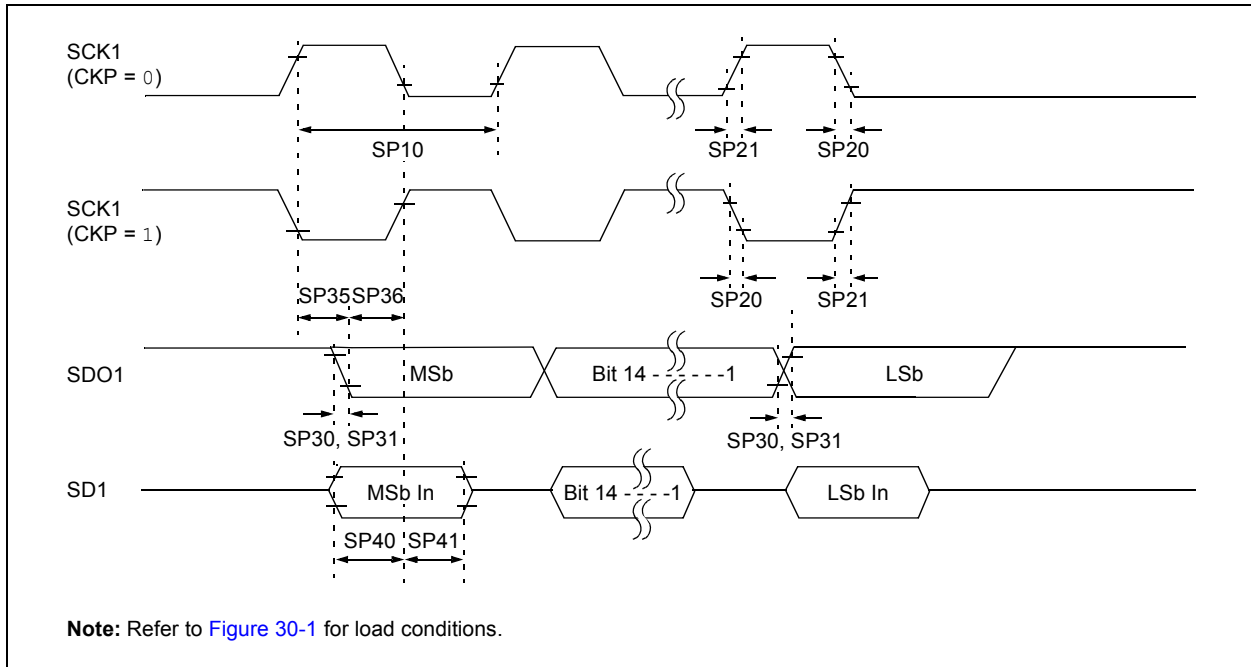 SCK1
(CKP = 0)
SP10
SP21
SP20
SCK1
(CKP = 1)
SP35 SP36
SP20
SP21
SDO1
MSb
Bit 14 - - - - - -1
LSb
SP30, SP31
SP30, SP31
SD1
MSb In
Bit 14 - - - -1
LSb In
SP40
SP41
Note: Refer to Figure 30-1 for load conditions.